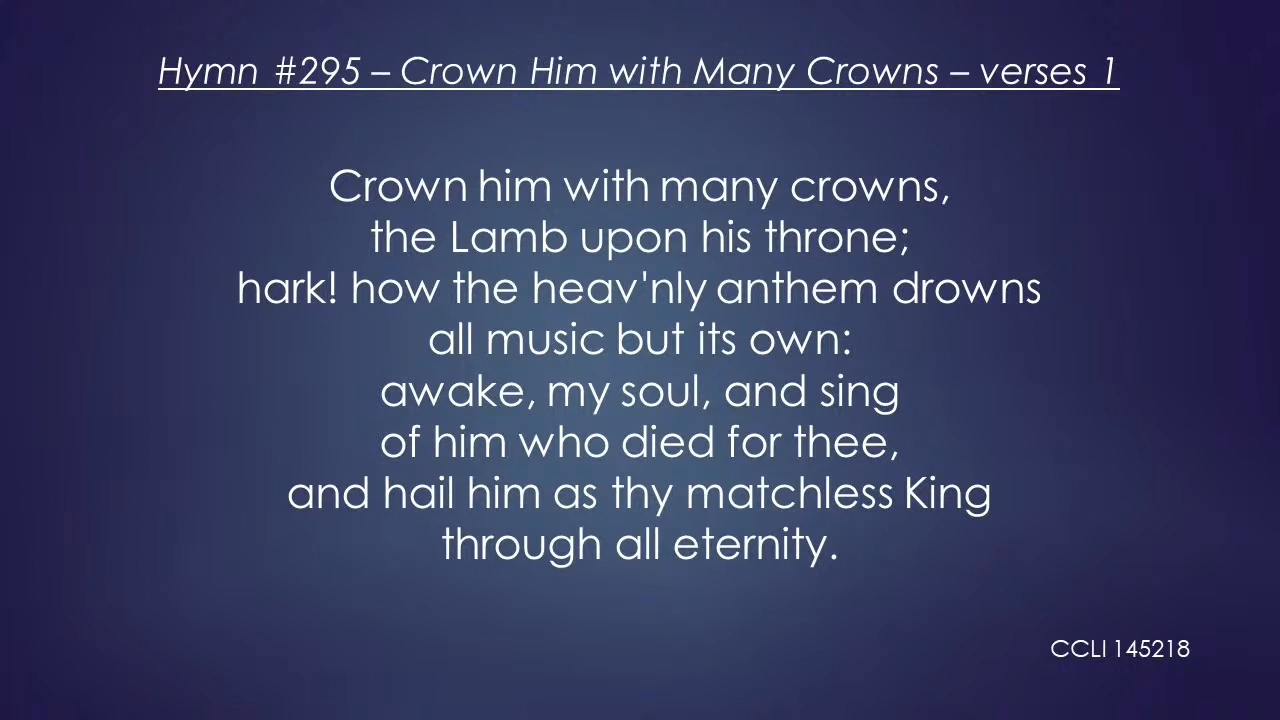 Hymn #295 – Crown Him with Many Crowns – verses 1
Crown him with many crowns,
the Lamb upon his throne;
hark! how the heav'nly anthem drowns
all music but its own:
awake, my soul, and sing
of him who died for thee,
and hail him as thy matchless King
through all eternity.
CCLI 145218